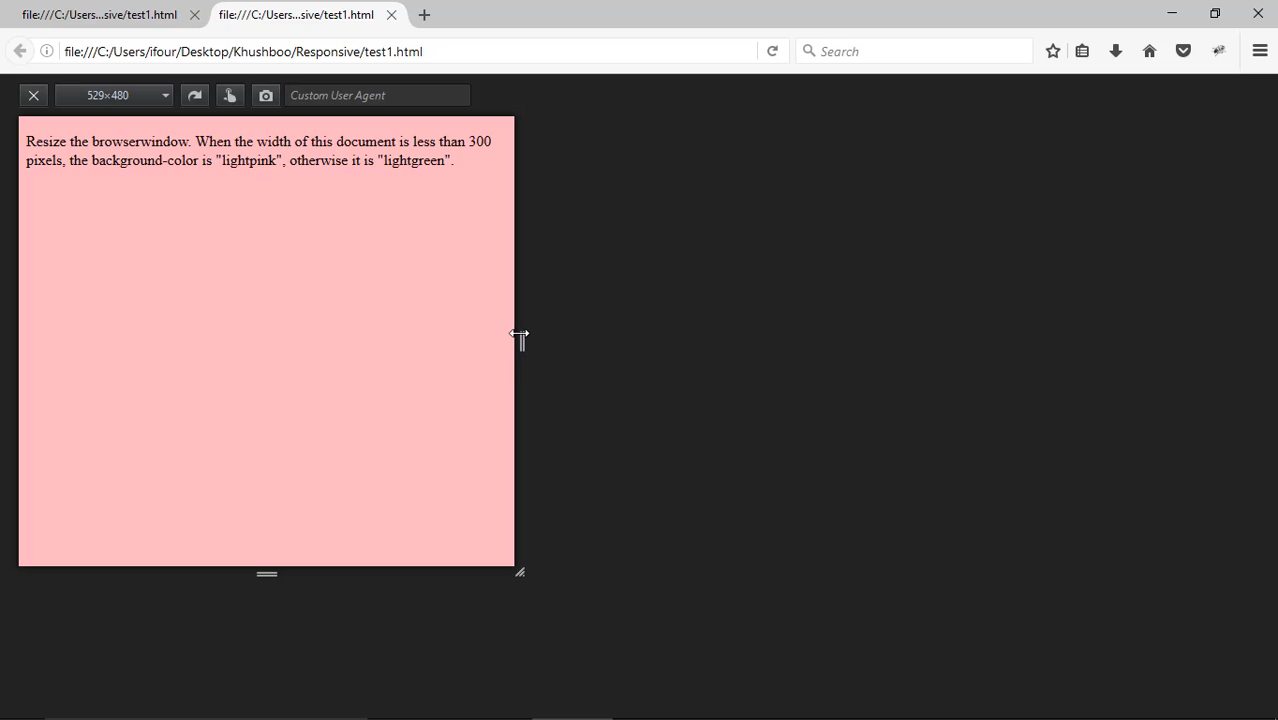 file:///C:/Users...sive/test1.html
file:///C:/Users...sive/test1.html
file:///C:/Users/ifour/Desktop/Khushboo/Responsive/test1.html
Search
529×480
Custom User Agent
Resize the browserwindow. When the width of this document is less than 300
pixels, the background-color is "lightpink", otherwise it is "lightgreen".